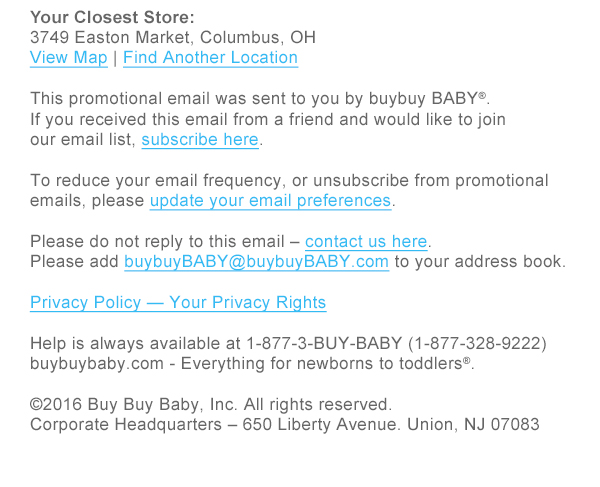 Your Closest Store:
3749 Easton Market, Columbus, OH
View Map | Find Another Location
This promotional email was sent to you by buybuy BABY®.
If you received this email from a friend and would like to join
our email list, subscribe here.
To reduce your email frequency, or unsubscribe from promotional
emails, please update your email preferences.
Please do not reply to this email – contact us here.
Please add buybuyBABY@buybuyBABY.com to your address book.
Privacy Policy — Your Privacy Rights
Help is always available at 1-877-3-BUY-BABY (1-877-328-9222)
buybuybaby.com - Everything for newborns to toddlers®.
©2016 Buy Buy Baby, Inc. All rights reserved.
Corporate Headquarters – 650 Liberty Avenue. Union, NJ 07083